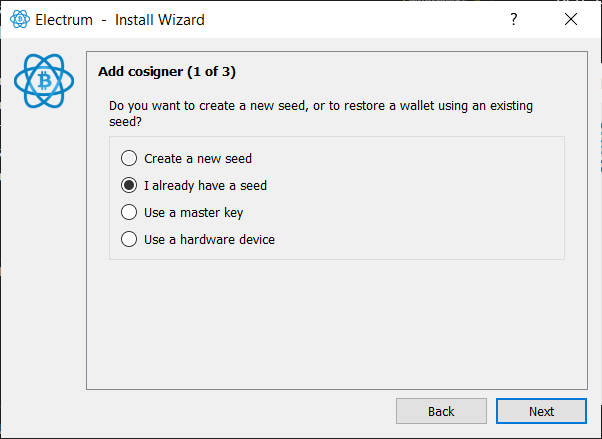 Electrum - Install Wizard
Add cosigner (1 of 3)
Do you want to create a new seed, or to restore a wallet using an existing
seed?
Create a new seed
I already have a seed
Use a master key
Use a hardware device
Back
Next